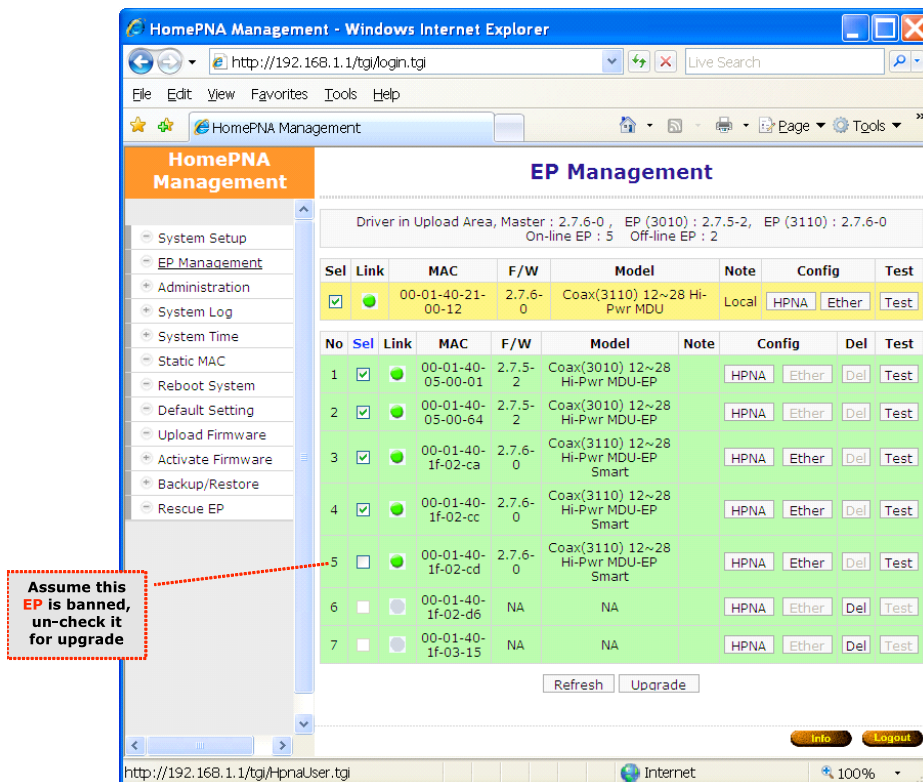 HomePNA Management - Windows Internet Explorer
http://192.168.1.1/tgi/login.tgi
Live Search
File Edit View Favorites Tools Help
HomePNA Management
Page Tools »
HomePNA
Management
System Setup
EP Management
Administration
System Log
System Time
Static MAC
Reboot System
Default Setting
Upload Firmware
Activate Firmware
Backup/Restore
Rescue EP
EP Management
Driver in Upload Area, Master : 2.7.6-0 , EP (3010) : 2.7.5-2, EP (3110) : 2.7.6-0
On-line EP : 5 Off-line EP : 2
Sel Link MAC F/W Model Note Config Test
00-01-40-21- 2.7.6- Coax(3110) 12~28 Hi-
Local HPNA Ether Test
00-12 0 Pwr MDU
No Sel Link MAC F/W Model Note Config Del Test
00-01-40- 2.7.5- Coax(3010) 12~28
1 HPNA Ether Del Test
05-00-01 2 Hi-Pwr MDU-EP
00-01-40- 2.7.5- Coax(3010) 12~28
2 HPNA Ether Del Test
05-00-64 2 Hi-Pwr MDU-EP
Coax(3110) 12~28
00-01-40- 2.7.6- Hi-Pwr MDU-EP
3 HPNA Ether Del Test
1f-02-ca 0 Smart
Coax(3110) 12~28
00-01-40- 2.7.6- Hi-Pwr MDU-EP
4 HPNA Ether Del Test
1f-02-cc 0 Smart
Coax(3110) 12~28
00-01-40- 2.7.6- Hi-Pwr MDU-EP
5 HPNA Ether Del Test
1f-02-cd 0 Smart
00-01-40-
6 NA NA HPNA Ether Del Test
1f-02-d6
00-01-40-
7 NA NA HPNA Ether Del Test
1f-03-15
Refresh Upgrade
Info Logout
Assume this
EP is banned,
un-check it
for upgrade
http://192.168.1.1/tgi/HpnaUser.tgi Internet 100%